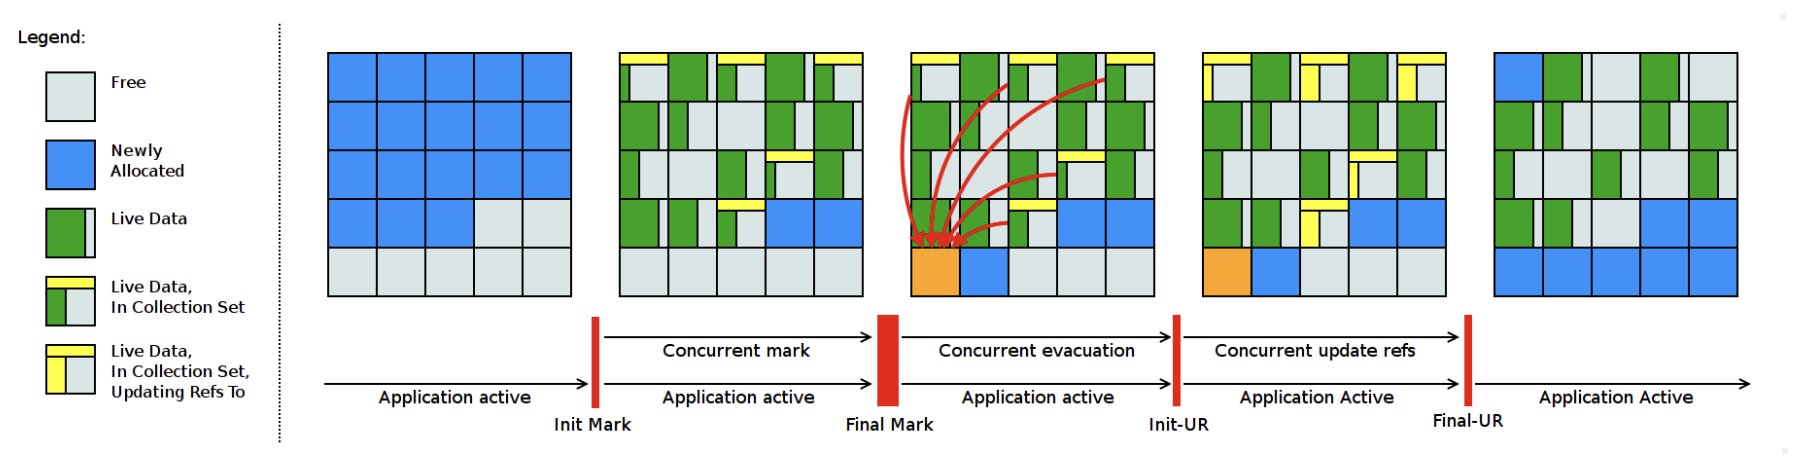 Legend:
Free
Newly
Allocated
Live Data
Live Data,
In Collection Set
Live Data,
In Collection Set,
Updating Refs To
Concurrent mark
Concurrent evacuation
Concurrent update refs
Application active
Application active
Application active
Application Active
Application Active
Init Mark
Final Mark
Init-UR
Final-UR